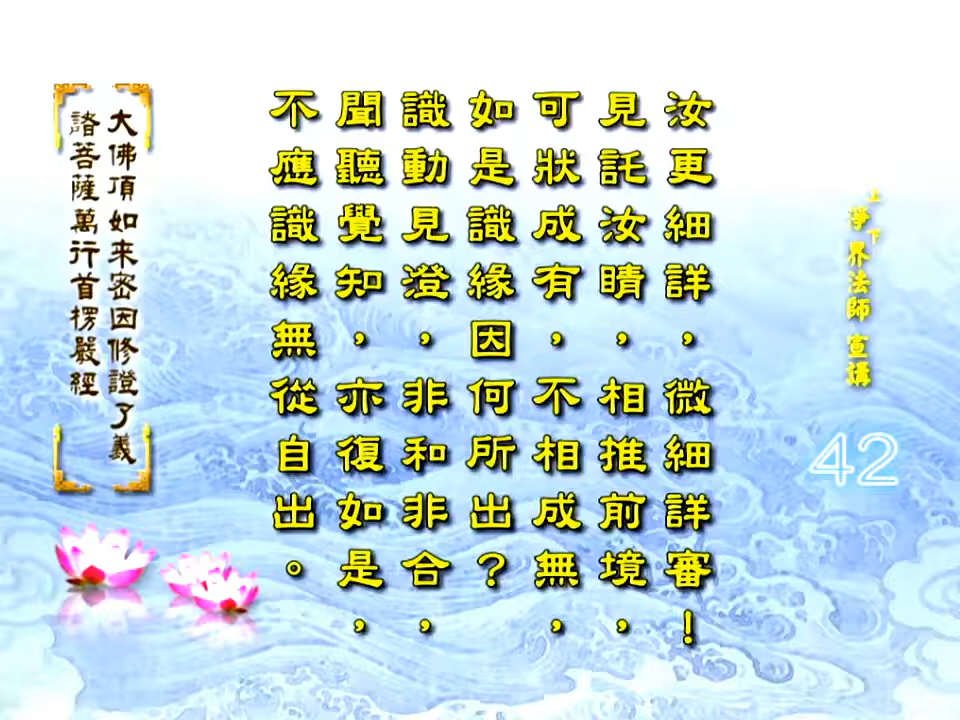 上淨下界法師 宣講
42
汝更細詳，微細詳審！
見託汝睛，相推前境，
可狀成有，不相成無，
如是識緣因何所出？
識動見澄，非和非合，
聞聽覺知，亦復如是，
不應識緣無從自出。
大佛頂如來密因修證了義
諸菩薩萬行首楞嚴經